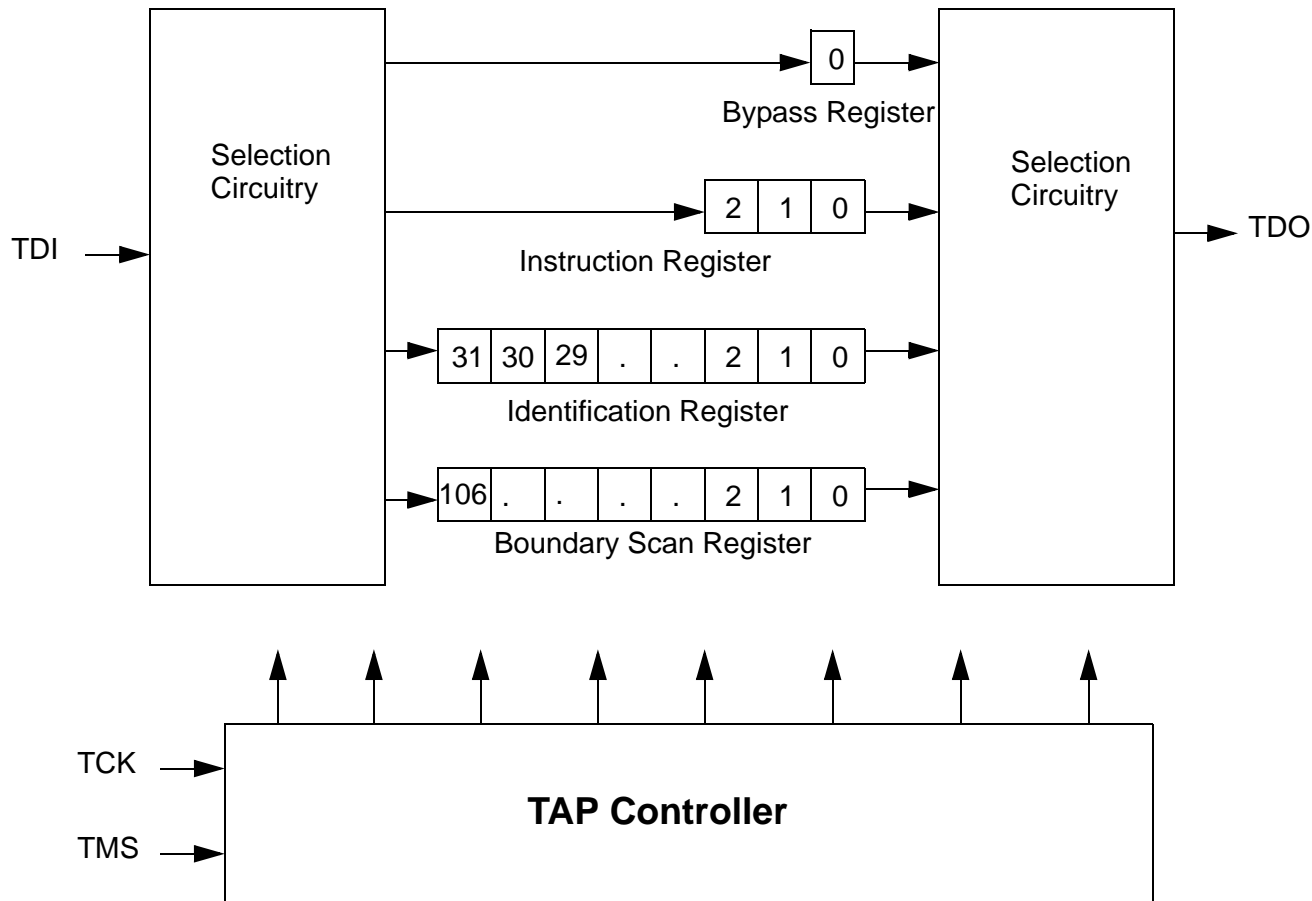 0
Bypass Register
Selection
Circuitry
Selection
Circuitry
2 1 0
TDI
TDO
Instruction Register
31 30 29 . . 2 1 0
Identification Register
106 . . . . 2 1 0
Boundary Scan Register
TCK
TAP Controller
TMS